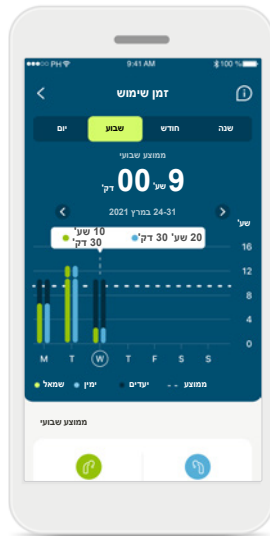 ●●●○○ PH 9:41 AM 100 %
זמן שימוש
יום שבוע חודש שנה
ממוצע שבועי
9 שע' 00 דק'
24-31 במרץ 2021
שע'
10 שע' 30 דק' 20 שע' 30 דק'
16
12
8
4
0
M T W T F S S
שמאל ימין יעדים ממוצע
ממוצע שבועי